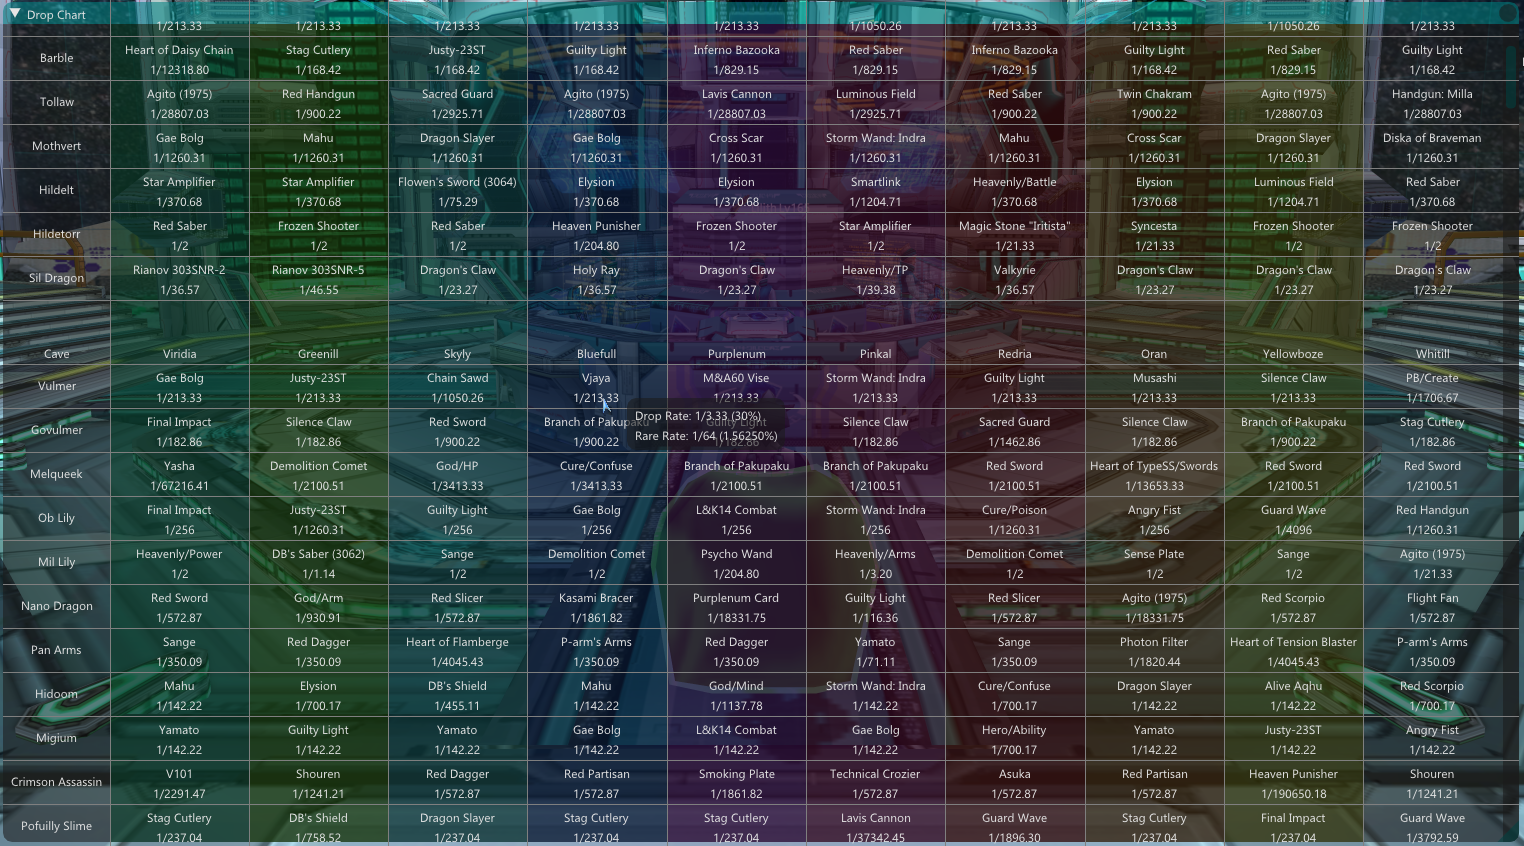 Drop Chart
1/213.33 1/213.33 1/213.33 1/213.33 1/1050.26 1/213.33 1/213.33 1/1050.26 1/213.33
Heart of Daisy Chain Stag Cutlery Justy-23ST Guilty Light Inferno Bazooka Red Saber Inferno Bazooka Guilty Light Red Saber Guilty Light
Barble
1/12318.80 1/168.42 1/168.42 1/168.42 1/829.15 1/829.15 1/829.15 1/168.42 1/829.15 1/168.42
Agito (1975) Red Handgun Sacred Guard Agito (1975) Lavis Cannon Luminous Field Red Saber Twin Chakram Agito (1975) Handgun: Milla
Tollaw
1/28807.03 1/900.22 1/2925.71 1/28807.03 1/28807.03 1/2925.71 1/900.22 1/900.22 1/28807.03 1/28807.03
Gae Bolg Mahu Dragon Slayer Gae Bolg Cross Scar Storm Wand: Indra Mahu Cross Scar Dragon Slayer Diska of Braveman
Mothvert
1/1260.31 1/1260.31 1/1260.31 1/1260.31 1/1260.31 1/1260.31 1/1260.31 1/1260.31 1/1260.31 1/1260.31
Star Amplifier Star Amplifier Flowen's Sword (3064) Elysion Elysion Smartlink Heavenly/Battle Elysion Luminous Field Red Saber
Hildelt
1/370.68 1/370.68 1/75.29 1/370.68 1/370.68 1/1204.71 1/370.68 1/370.68 1/1204.71 1/370.68
Red Saber Frozen Shooter Red Saber Heaven Punisher Frozen Shooter Star Amplifier Magic Stone "Iritista" Syncesta Frozen Shooter Frozen Shooter
Hildetorr
1/2 1/2 1/2 1/204.80 1/2 1/2 1/21.33 1/21.33 1/2 1/2
Rianov 303SNR-2 Rianov 303SNR-5 Dragon's Claw Holy Ray Dragon's Claw Heavenly/TP Valkyrie Dragon's Claw Dragon's Claw Dragon's Claw
Sil Dragon
1/36.57 1/46.55 1/23.27 1/36.57 1/23.27 1/39.38 1/36.57 1/23.27 1/23.27 1/23.27
Cave Viridia Greenill Skyly Bluefull Purplenum Pinkal Redria Oran Yellowboze Whitill
Gae Bolg Justy-23ST Chain Sawd Vjaya M&A60 Vise Storm Wand: Indra Guilty Light Musashi Silence Claw PB/Create
Vulmer
1/213.33 1/213.33 1/1050.26 1/213.33 1/213.33 1/213.33 1/213.33 1/213.33 1/213.33 1/1706.67
Drop Rate: 1/3.33 (30%)
Final Impact Silence Claw Red Sword Branch of Pakupaku Guilty Light Silence Claw Sacred Guard Silence Claw Branch of Pakupaku Stag Cutlery
Govulmer
Rare Rate: 1/64 (1.56250%)
1/182.86 1/182.86 1/900.22 1/900.22 1/182.86 1/182.86 1/1462.86 1/182.86 1/900.22 1/182.86
Yasha Demolition Comet God/HP Cure/Confuse Branch of Pakupaku Branch of Pakupaku Red Sword Heart of TypeSS/Swords Red Sword Red Sword
Melqueek
1/67216.41 1/2100.51 1/3413.33 1/3413.33 1/2100.51 1/2100.51 1/2100.51 1/13653.33 1/2100.51 1/2100.51
Final Impact Justy-23ST Guilty Light Gae Bolg L&K14 Combat Storm Wand: Indra Cure/Poison Angry Fist Guard Wave Red Handgun
Ob Lily
1/256 1/1260.31 1/256 1/256 1/256 1/256 1/1260.31 1/256 1/4096 1/1260.31
Heavenly/Power DB's Saber (3062) Sange Demolition Comet Psycho Wand Heavenly/Arms Demolition Comet Sense Plate Sange Agito (1975)
Mil Lily
1/2 1/1.14 1/2 1/2 1/204.80 1/3.20 1/2 1/2 1/2 1/21.33
Red Sword God/Arm Red Slicer Kasami Bracer Purplenum Card Guilty Light Red Slicer Agito (1975) Red Scorpio Flight Fan
Nano Dragon
1/572.87 1/930.91 1/572.87 1/1861.82 1/18331.75 1/116.36 1/572.87 1/18331.75 1/572.87 1/572.87
Sange Red Dagger Heart of Flamberge P-arm's Arms Red Dagger Yamato Sange Photon Filter Heart of Tension Blaster P-arm's Arms
Pan Arms
1/350.09 1/350.09 1/4045.43 1/350.09 1/350.09 1/71.11 1/350.09 1/1820.44 1/4045.43 1/350.09
Mahu Elysion DB's Shield Mahu God/Mind Storm Wand: Indra Cure/Confuse Dragon Slayer Alive Aqhu Red Scorpio
Hidoom
1/142.22 1/700.17 1/455.11 1/142.22 1/1137.78 1/142.22 1/700.17 1/142.22 1/142.22 1/700.17
Yamato Guilty Light Yamato Gae Bolg L&K14 Combat Gae Bolg Hero/Ability Yamato Justy-23ST Angry Fist
Migium
1/142.22 1/142.22 1/142.22 1/142.22 1/142.22 1/142.22 1/700.17 1/142.22 1/142.22 1/142.22
V101 Shouren Red Dagger Red Partisan Smoking Plate Technical Crozier Asuka Red Partisan Heaven Punisher Shouren
Crimson Assassin
1/2291.47 1/1241.21 1/572.87 1/572.87 1/1861.82 1/572.87 1/572.87 1/572.87 1/190650.18 1/1241.21
Stag Cutlery DB's Shield Dragon Slayer Stag Cutlery Stag Cutlery Lavis Cannon Guard Wave Stag Cutlery Final Impact Guard Wave
Pofuilly Slime
1/237.04 1/758.52 1/237.04 1/237.04 1/237.04 1/37342.45 1/1896.30 1/237.04 1/237.04 1/3792.59